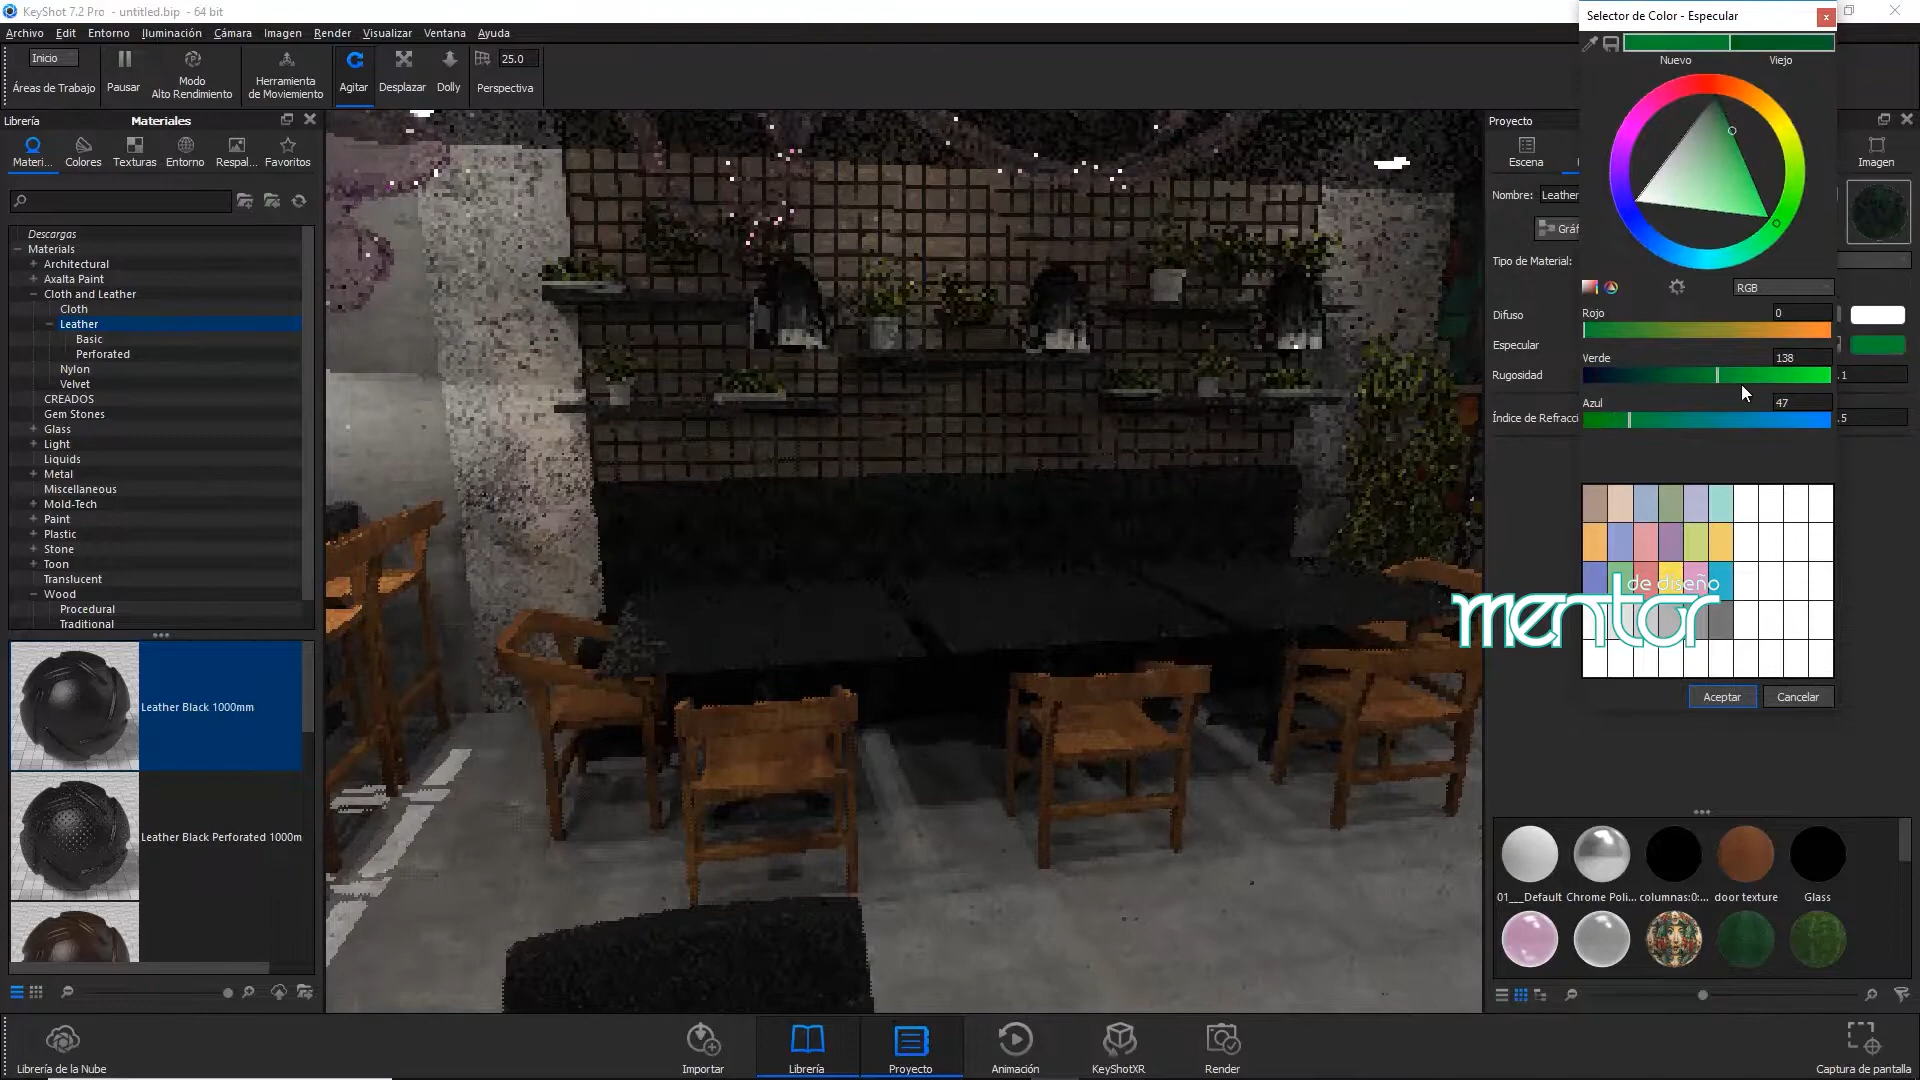 KeyShot 7.2 Pro - untitled.bip - 64 bit
Archivo Edit Entorno Iluminación Cámara Imagen Render Visualizar Ventana Ayuda
Inicio
Áreas de Trabajo
Pausar
Modo
Alto Rendimiento
Herramienta
de Moviemiento
Agitar
Desplazar
Dolly
25.0
Perspectiva
Librería
Materiales
Materi... Colores Texturas Entorno Respal... Favoritos
Descargas
Materials
Architectural
Axalta Paint
Cloth and Leather
Cloth
Leather
Basic
Perforated
Nylon
Velvet
CREADOS
Gem Stones
Glass
Light
Liquids
Metal
Miscellaneous
Mold-Tech
Paint
Plastic
Stone
Toon
Translucent
Wood
Procedural
Traditional
Leather Black 1000mm
Leather Black Perforated 1000m
Selector de Color - Especular
x
Nuevo Viejo
RGB
Rojo 0
Verde 138
Azul 47
Aceptar Cancelar
Proyecto
Escena
Imagen
Nombre: Leather
Gráf
Tipo de Material:
Difuso
Especular
Rugosidad .1
Índice de Refracci .5
de diseño
mentor
01___Default Chrome Poli... columnas:0:... door texture Glass
Librería de la Nube
Importar
Librería
Proyecto
Animación
KeyShotXR
Render
Captura de pantalla